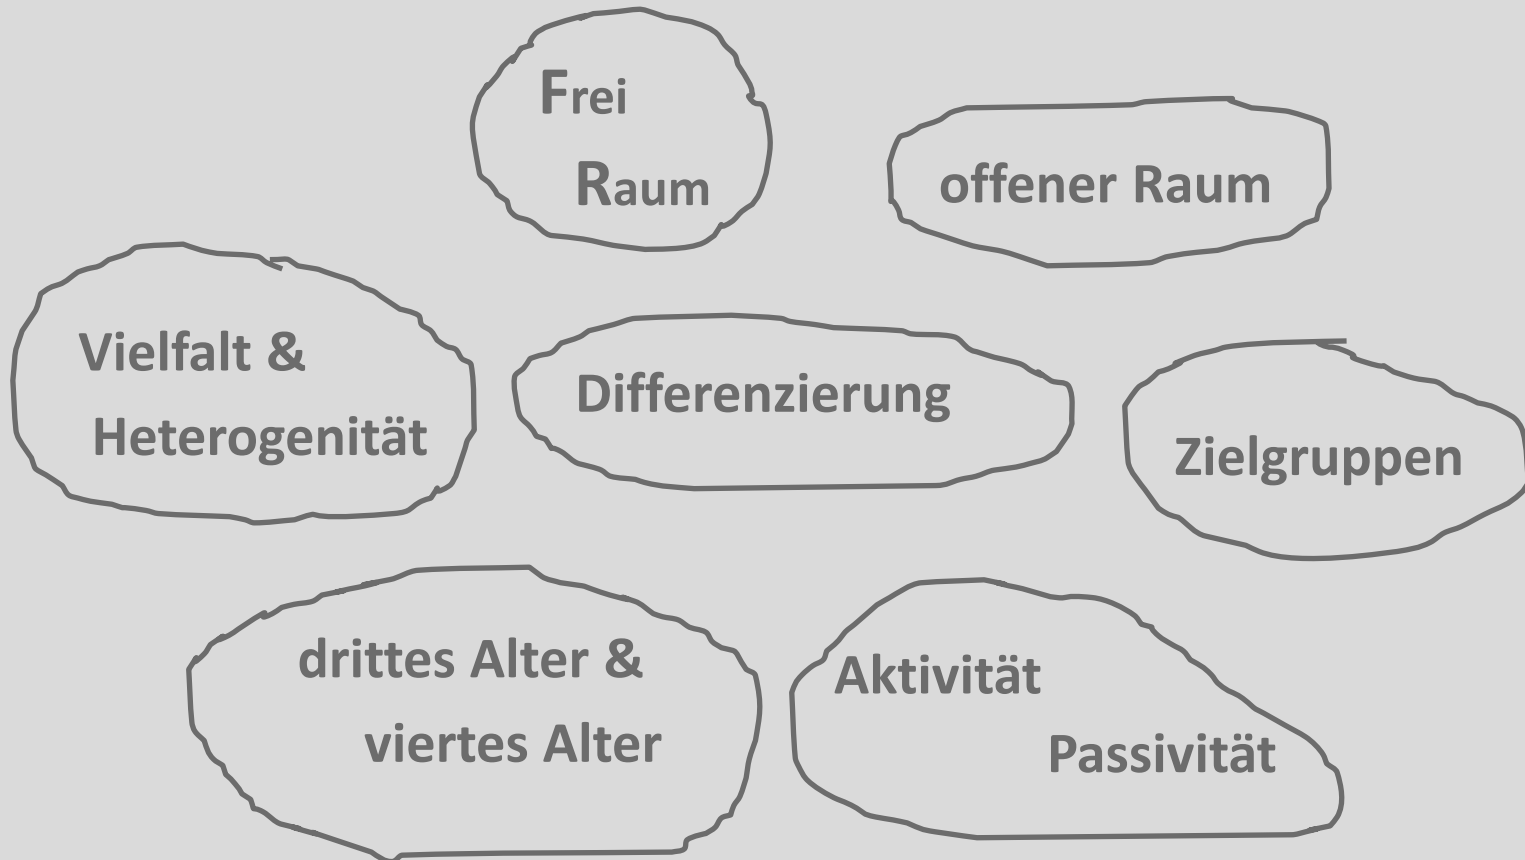 Frei
Raum
offener Raum
Vielfalt &
Heterogenität
Differenzierung
Zielgruppen
drittes Alter &
viertes Alter
Aktivität
Passivität